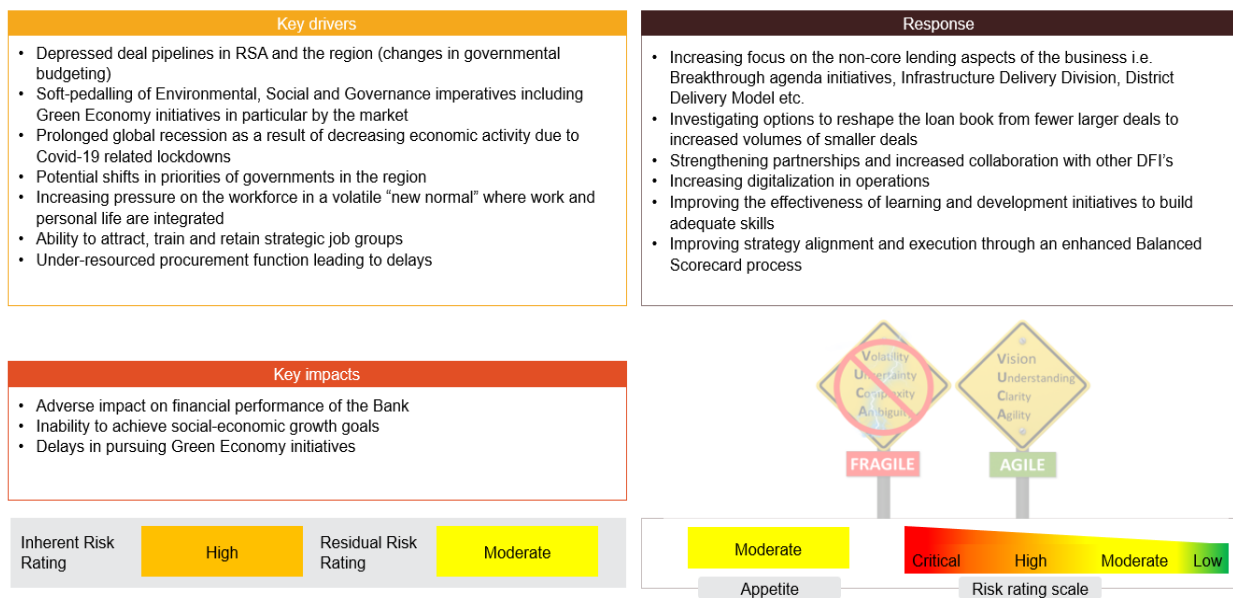 Key drivers
• Depressed deal pipelines in RSA and the region (changes in governmental
budgeting)
• Soft-pedalling of Environmental, Social and Governance imperatives including
Green Economy initiatives in particular by the market
• Prolonged global recession as a result of decreasing economic activity due to
Covid-19 related lockdowns
• Potential shifts in priorities of governments in the region
• Increasing pressure on the workforce in a volatile “new normal” where work and
personal life are integrated
• Ability to attract, train and retain strategic job groups
• Under-resourced procurement function leading to delays
Response
• Increasing focus on the non-core lending aspects of the business i.e.
Breakthrough agenda initiatives, Infrastructure Delivery Division, District
Delivery Model etc.
• Investigating options to reshape the loan book from fewer larger deals to
increased volumes of smaller deals
• Strengthening partnerships and increased collaboration with other DFI’s
• Increasing digitalization in operations
• Improving the effectiveness of learning and development initiatives to build
adequate skills
• Improving strategy alignment and execution through an enhanced Balanced
Scorecard process
Key impacts
• Adverse impact on financial performance of the Bank
• Inability to achieve social-economic growth goals
• Delays in pursuing Green Economy initiatives
Volatility
Uncertainty
Complexity
Ambiguity
FRAGILE
Vision
Understanding
Clarity
Agility
AGILE
Inherent Risk
Rating
High
Residual Risk
Rating
Moderate
Moderate
Appetite
Critical High Moderate Low
Risk rating scale